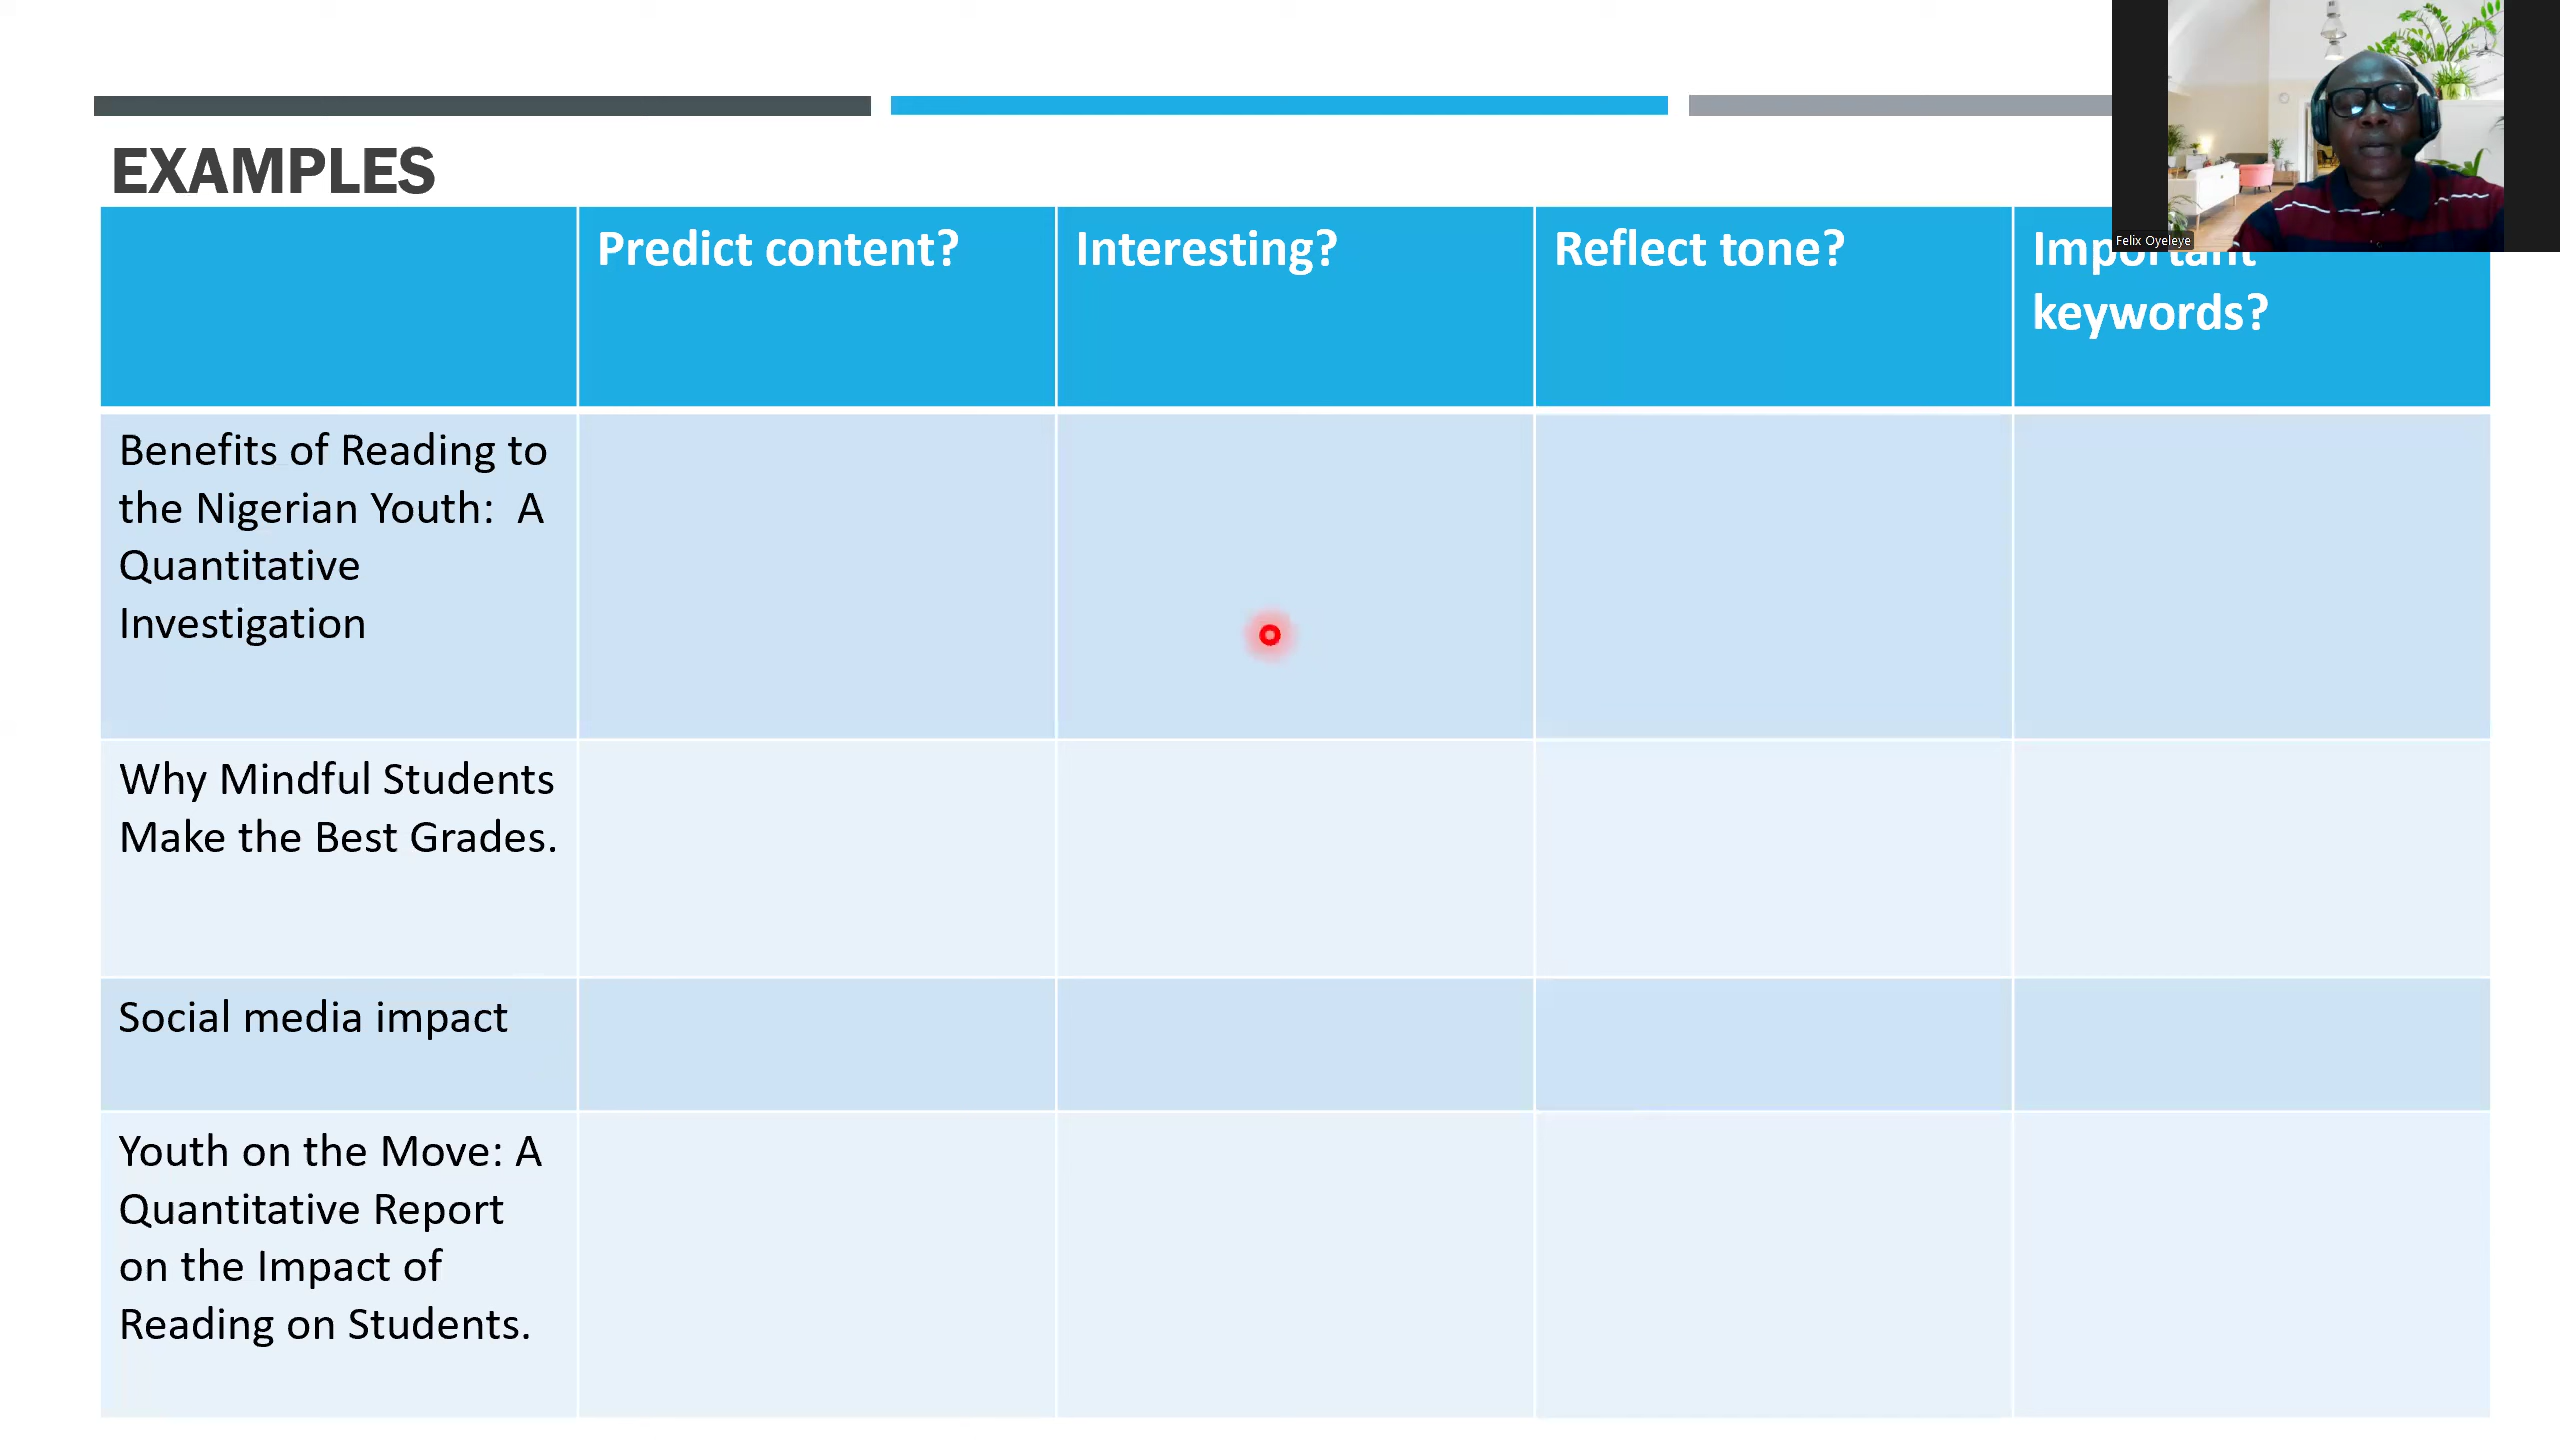 EXAMPLES
Predict content?
Interesting?
Reflect tone?
Important
keywords?
Felix Oyeleye
Benefits of Reading to
the Nigerian Youth:  A
Quantitative
Investigation
Why Mindful Students
Make the Best Grades.
Social media impact
Youth on the Move: A
Quantitative Report
on the Impact of
Reading on Students.